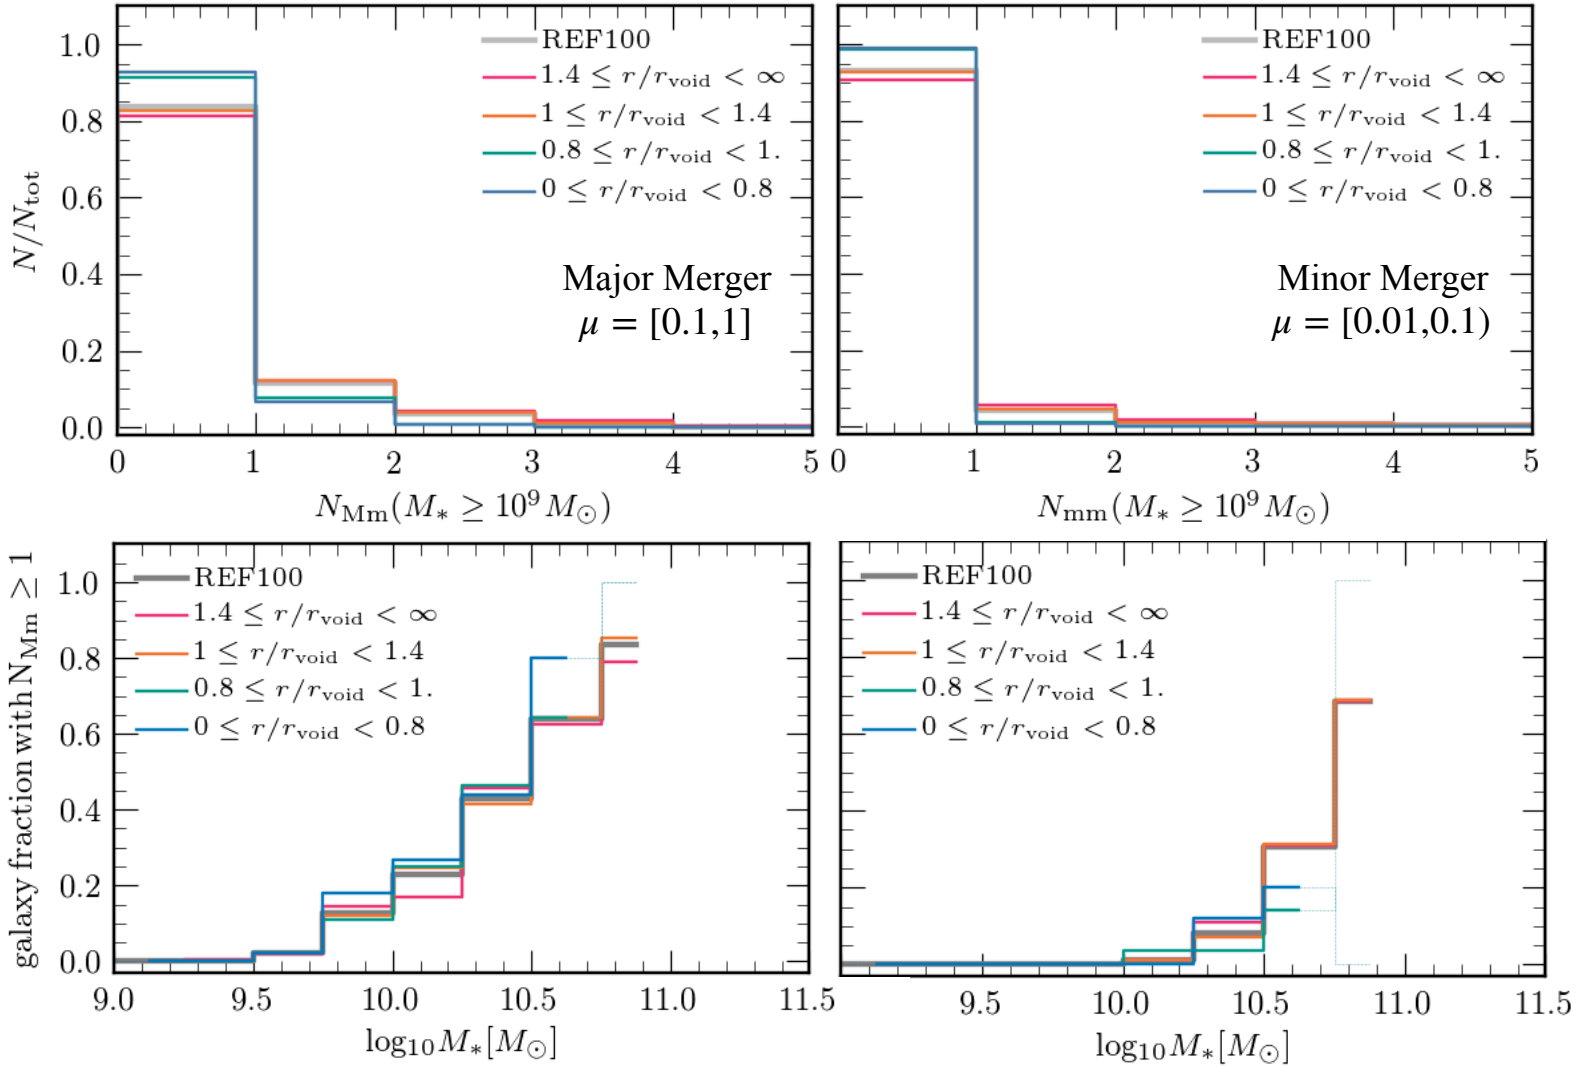 N/N_tot
1.0
0.8
0.6
0.4
0.2
0.0
REF100
1.4 ≤ r/r_void < ∞
1 ≤ r/r_void < 1.4
0.8 ≤ r/r_void < 1.
0 ≤ r/r_void < 0.8
Major Merger
μ = [0.1,1]
0 1 2 3 4 5
N_Mm(M_* ≥ 10^9 M_⊙)
REF100
1.4 ≤ r/r_void < ∞
1 ≤ r/r_void < 1.4
0.8 ≤ r/r_void < 1.
0 ≤ r/r_void < 0.8
Minor Merger
μ = [0.01,0.1)
0 1 2 3 4 5
N_mm(M_* ≥ 10^9 M_⊙)
galaxy fraction with N_Mm ≥ 1
1.0
0.8
0.6
0.4
0.2
0.0
REF100
1.4 ≤ r/r_void < ∞
1 ≤ r/r_void < 1.4
0.8 ≤ r/r_void < 1.
0 ≤ r/r_void < 0.8
9.0 9.5 10.0 10.5 11.0 11.5
log10 M_*[M_⊙]
REF100
1.4 ≤ r/r_void < ∞
1 ≤ r/r_void < 1.4
0.8 ≤ r/r_void < 1.
0 ≤ r/r_void < 0.8
9.5 10.0 10.5 11.0 11.5
log10 M_*[M_⊙]